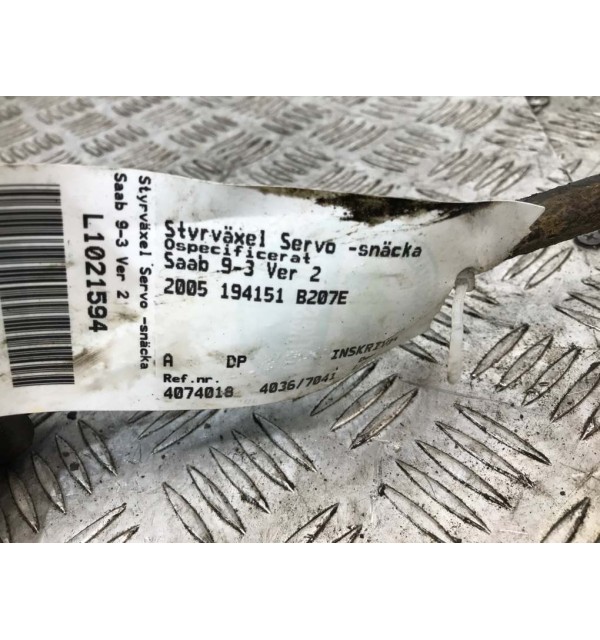 Styrväxel Servo -snäcka
Saab 9-3 Ver 2
L1021594
Styrväxel Servo -snäcka
Ospecificerat
Saab 9-3 Ver 2
2005 194151 B207E
A DP
Ref.nr.
4074018 4036/7041